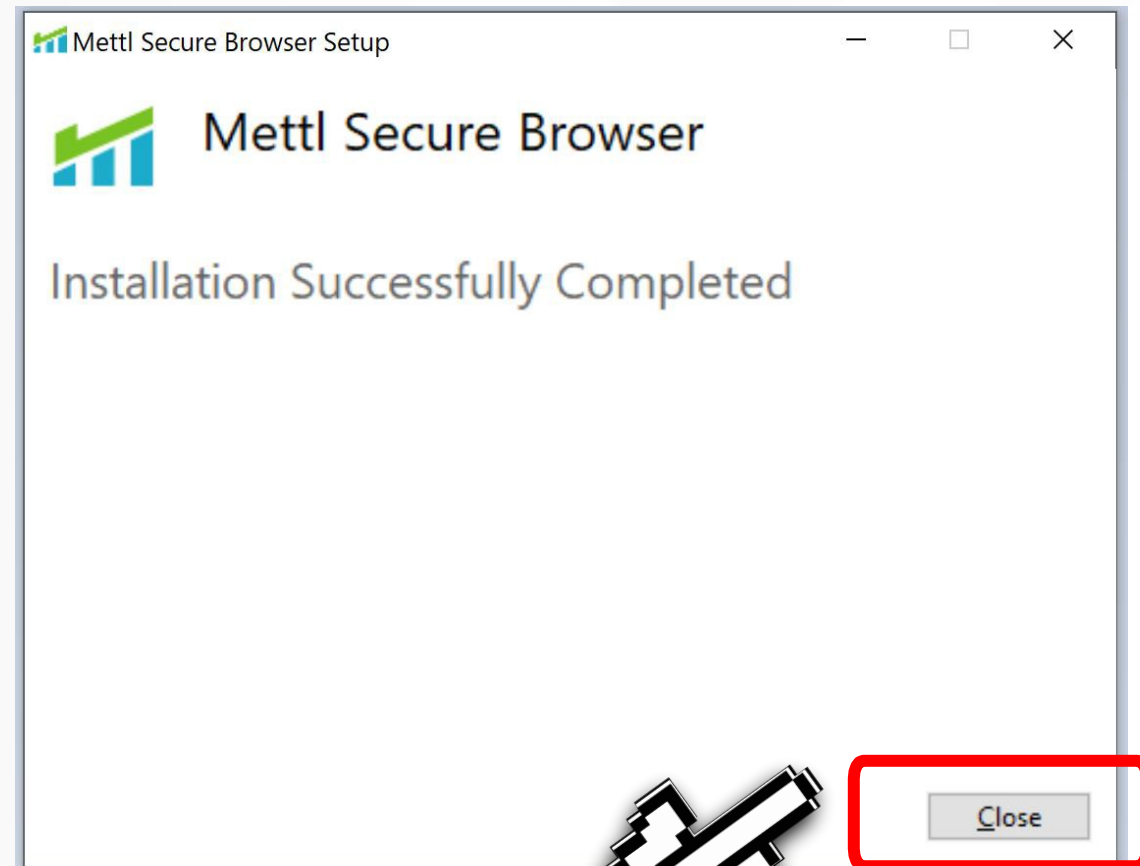 Mettl Secure Browser Setup
Mettl Secure Browser
Installation Successfully Completed
Close